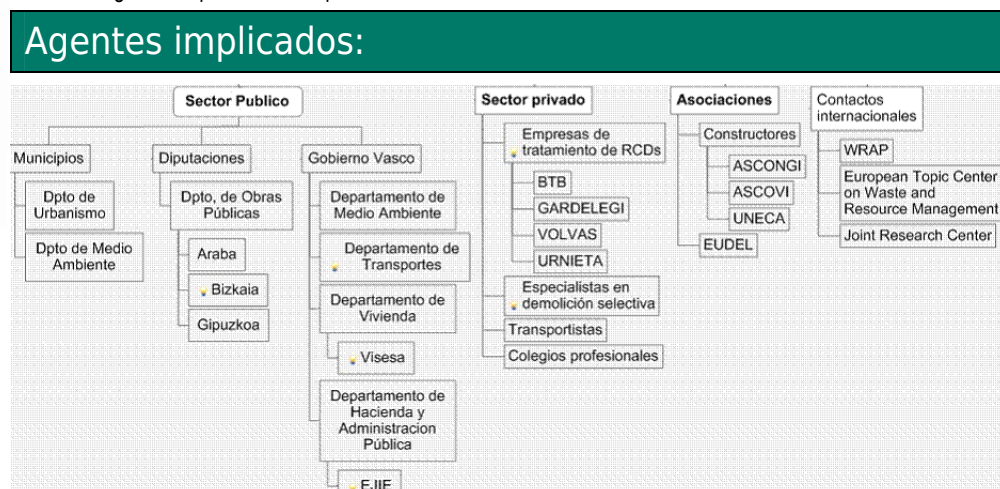 Agentes implicados:
Sector Publico
Municipios
Dpto de
Urbanismo
Dpto de Medio
Ambiente
Diputaciones
Dpto, de Obras
Públicas
Araba
Bizkaia
Gipuzkoa
Gobierno Vasco
Departamento de
Medio Ambiente
Departamento de
Transportes
Departamento de
Vivienda
Visesa
Departamento de
Hacienda y
Administracion
Pública
Sector privado
Empresas de
tratamiento de RCDs
BTB
GARDELEGI
VOLVAS
URNIETA
Especialistas en
demolición selectiva
Transportistas
Colegios profesionales
Asociaciones
Constructores
ASCONGI
ASCOVI
UNECA
EUDEL
Contactos
internacionales
WRAP
European Topic Center
on Waste and
Resource Management
Joint Research Center